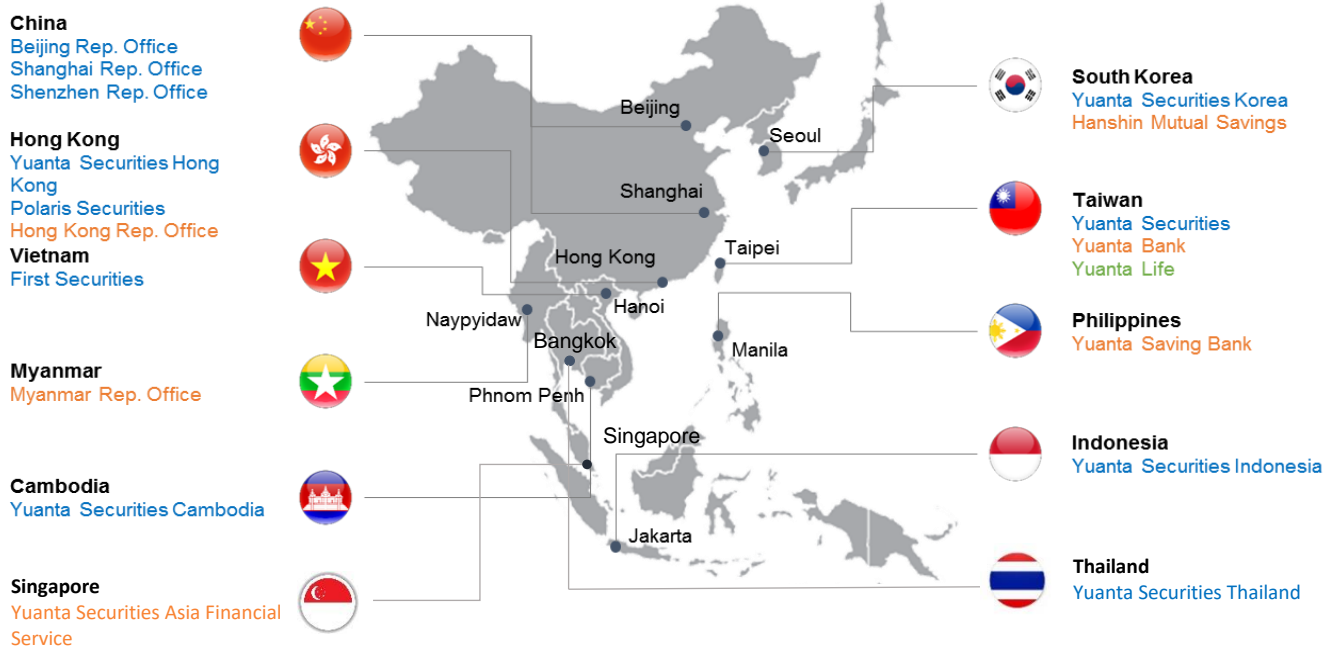 China
Beijing Rep. Office
Shanghai Rep. Office
Shenzhen Rep. Office
Hong Kong
Yuanta Securities Hong
Kong
Polaris Securities
Hong Kong Rep. Office
Vietnam
First Securities
Myanmar
Myanmar Rep. Office
Cambodia
Yuanta Securities Cambodia
Singapore
Yuanta Securities Asia Financial
Service
Beijing
Seoul
Shanghai
Taipei
Hong Kong
Hanoi
Naypyidaw
Bangkok
Manila
Phnom Penh
Singapore
Jakarta
South Korea
Yuanta Securities Korea
Hanshin Mutual Savings
Taiwan
Yuanta Securities
Yuanta Bank
Yuanta Life
Philippines
Yuanta Saving Bank
Indonesia
Yuanta Securities Indonesia
Thailand
Yuanta Securities Thailand